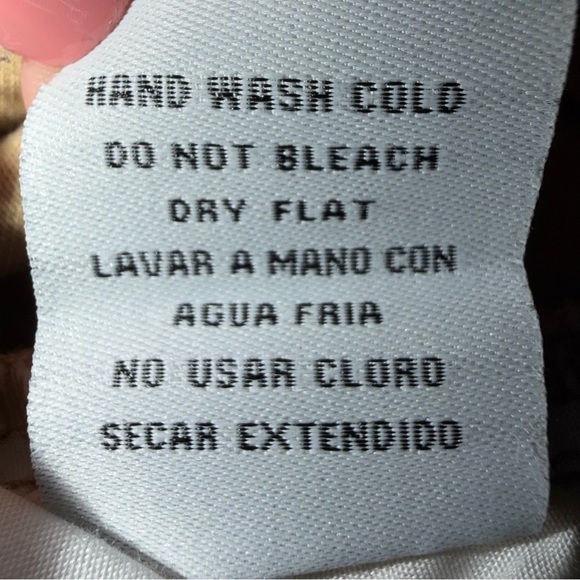 HAND WASH COLD
DO NOT BLEACH
DRY FLAT
LAVAR A MANO CON
AGUA FRIA
NO USAR CLORO
SECAR EXTENDIDO